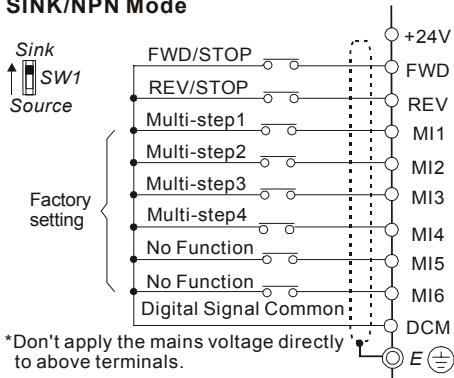 SINK/NPN Mode
Sink
SW1
Source
+24V
FWD/STOP
FWD
REV/STOP
REV
Multi-step1
MI1
Multi-step2
MI2
Multi-step3
MI3
Multi-step4
MI4
Factory
setting
No Function
MI5
No Function
MI6
Digital Signal Common
DCM
*Don't apply the mains voltage directly
to above terminals.
E